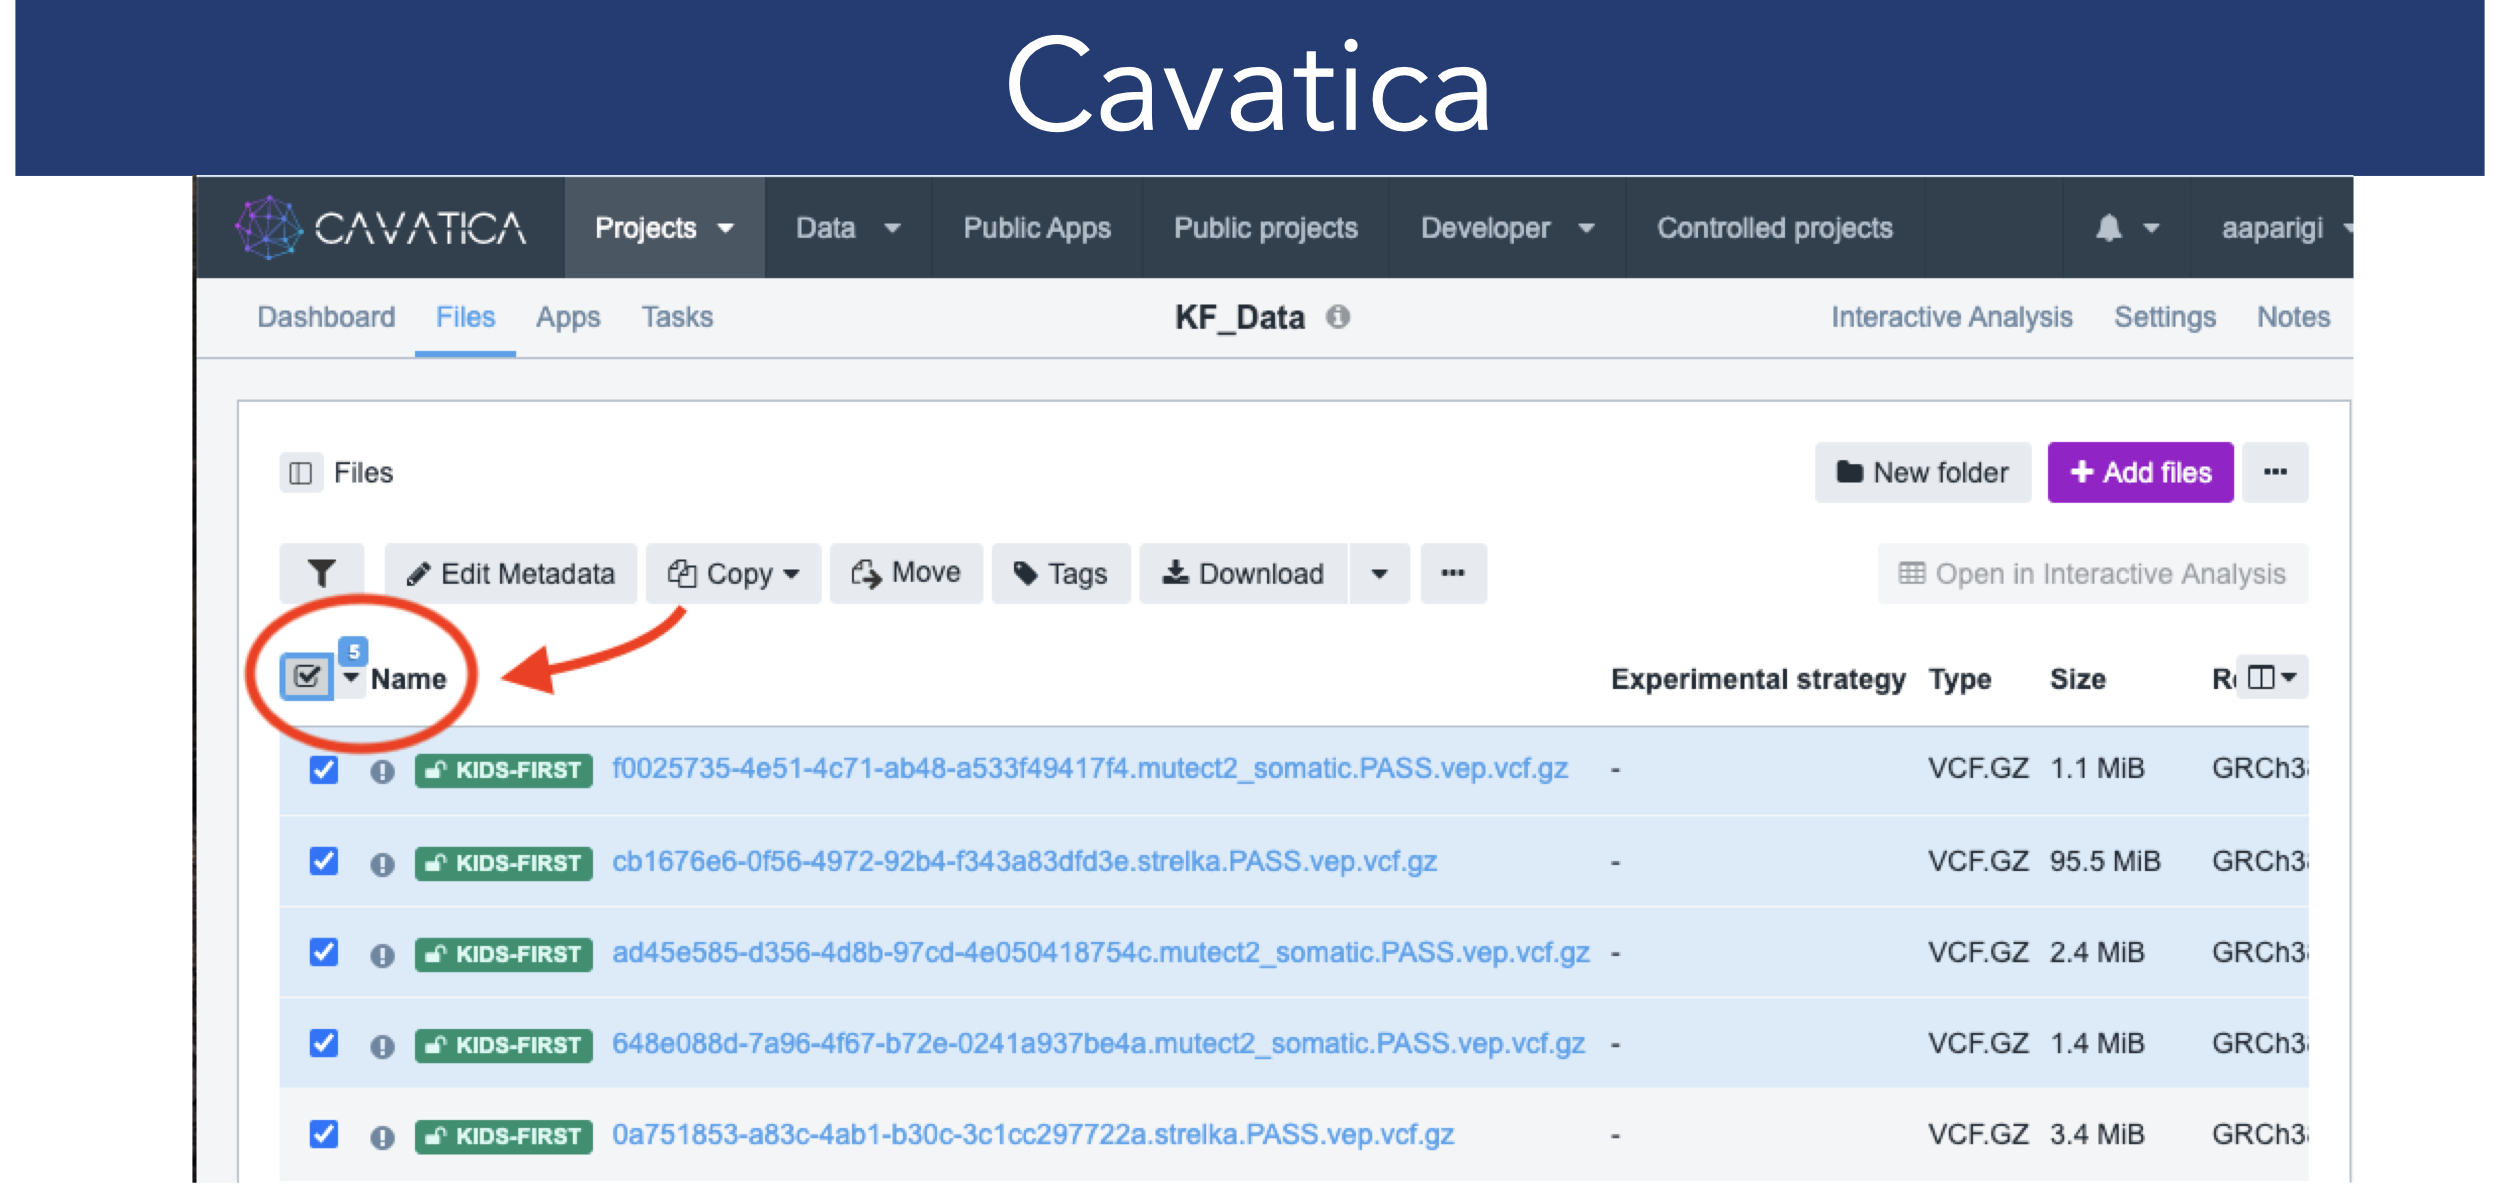 Cavatica
CAVATICA Projects Data Public Apps Public projects Developer Controlled projects aaparigi
Dashboard Files Apps Tasks KF_Data Interactive Analysis Settings Notes
Files New folder + Add files ...
Edit Metadata Copy Move Tags Download ... Open in Interactive Analysis
5
Name Experimental strategy Type Size
KIDS-FIRST f0025735-4e51-4c71-ab48-a533f49417f4.mutect2_somatic.PASS.vep.vcf.gz - VCF.GZ 1.1 MiB GRCh3
KIDS-FIRST cb1676e6-0f56-4972-92b4-f343a83dfd3e.strelka.PASS.vep.vcf.gz - VCF.GZ 95.5 MiB GRCh3
KIDS-FIRST ad45e585-d356-4d8b-97cd-4e050418754c.mutect2_somatic.PASS.vep.vcf.gz - VCF.GZ 2.4 MiB GRCh3
KIDS-FIRST 648e088d-7a96-4f67-b72e-0241a937be4a.mutect2_somatic.PASS.vep.vcf.gz - VCF.GZ 1.4 MiB GRCh3
KIDS-FIRST 0a751853-a83c-4ab1-b30c-3c1cc297722a.strelka.PASS.vep.vcf.gz - VCF.GZ 3.4 MiB GRCh3